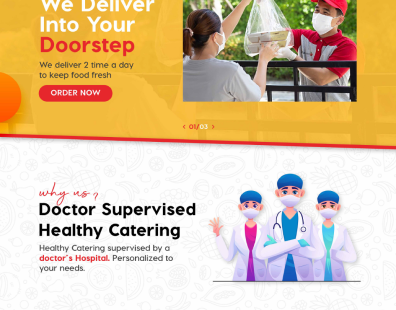 We Deliver
Into Your
Doorstep
We deliver 2 time a day
to keep food fresh
ORDER NOW
‹ 01/03 ›
why us ?
Doctor Supervised
Healthy Catering
Healthy Catering supervised by a
doctor's Hospital. Personalized to
your needs.